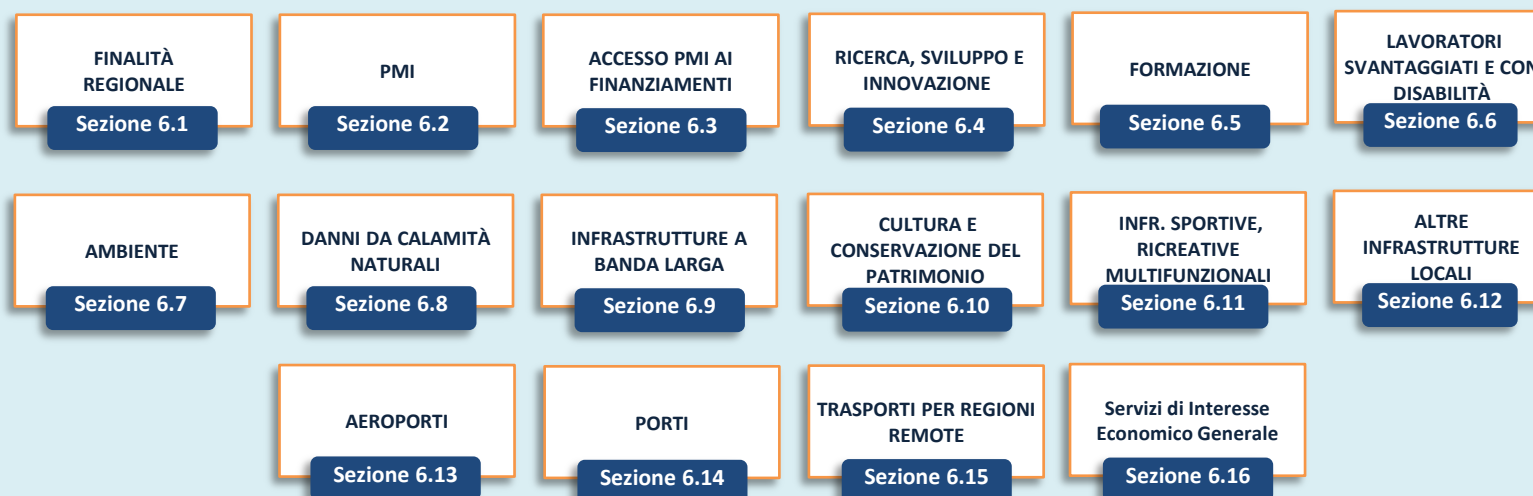 FINALITÀ
REGIONALE
Sezione 6.1
PMI
Sezione 6.2
ACCESSO PMI AI
FINANZIAMENTI
Sezione 6.3
RICERCA, SVILUPPO E
INNOVAZIONE
Sezione 6.4
FORMAZIONE
Sezione 6.5
LAVORATORI
SVANTAGGIATI E CON
DISABILITÀ
Sezione 6.6
AMBIENTE
Sezione 6.7
DANNI DA CALAMITÀ
NATURALI
Sezione 6.8
INFRASTRUTTURE A
BANDA LARGA
Sezione 6.9
CULTURA E
CONSERVAZIONE DEL
PATRIMONIO
Sezione 6.10
INFR. SPORTIVE,
RICREATIVE
MULTIFUNZIONALI
Sezione 6.11
ALTRE
INFRASTRUTTURE
LOCALI
Sezione 6.12
AEROPORTI
Sezione 6.13
PORTI
Sezione 6.14
TRASPORTI PER REGIONI
REMOTE
Sezione 6.15
Servizi di Interesse
Economico Generale
Sezione 6.16